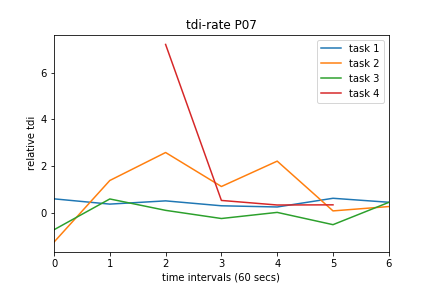 tdi-rate P07
task 1
task 2
task 3
task 4
relative tdi
6
4
2
0
0 1 2 3 4 5 6
time intervals (60 secs)